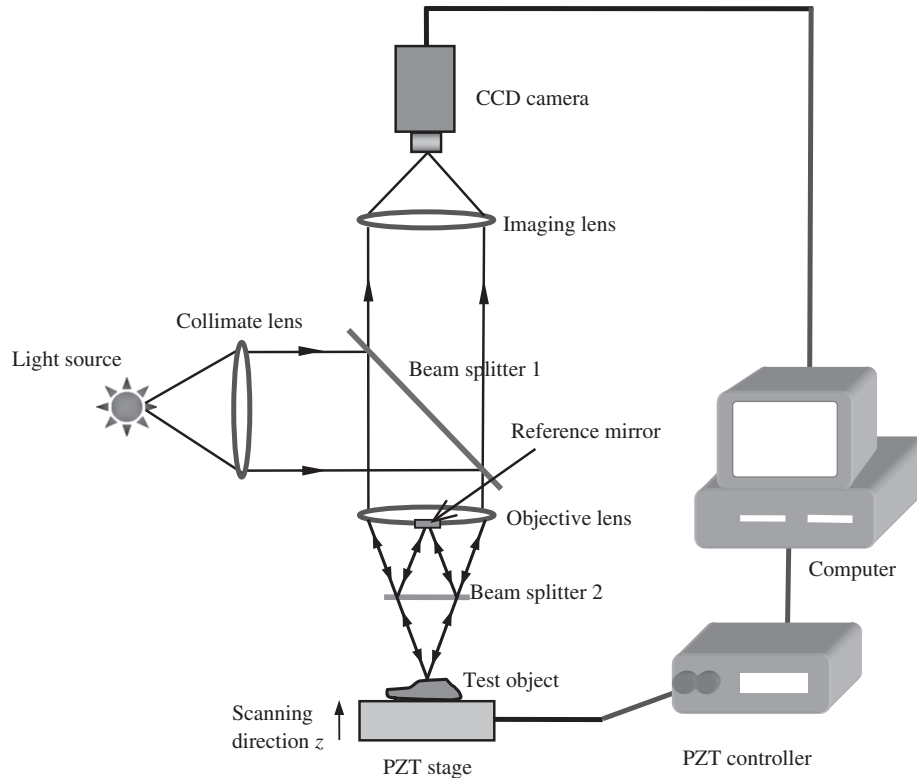 CCD camera
Imaging lens
Collimate lens
Light source
Beam splitter 1
Reference mirror
Objective lens
Computer
Beam splitter 2
Test object
Scanning
direction z
PZT stage
PZT controller